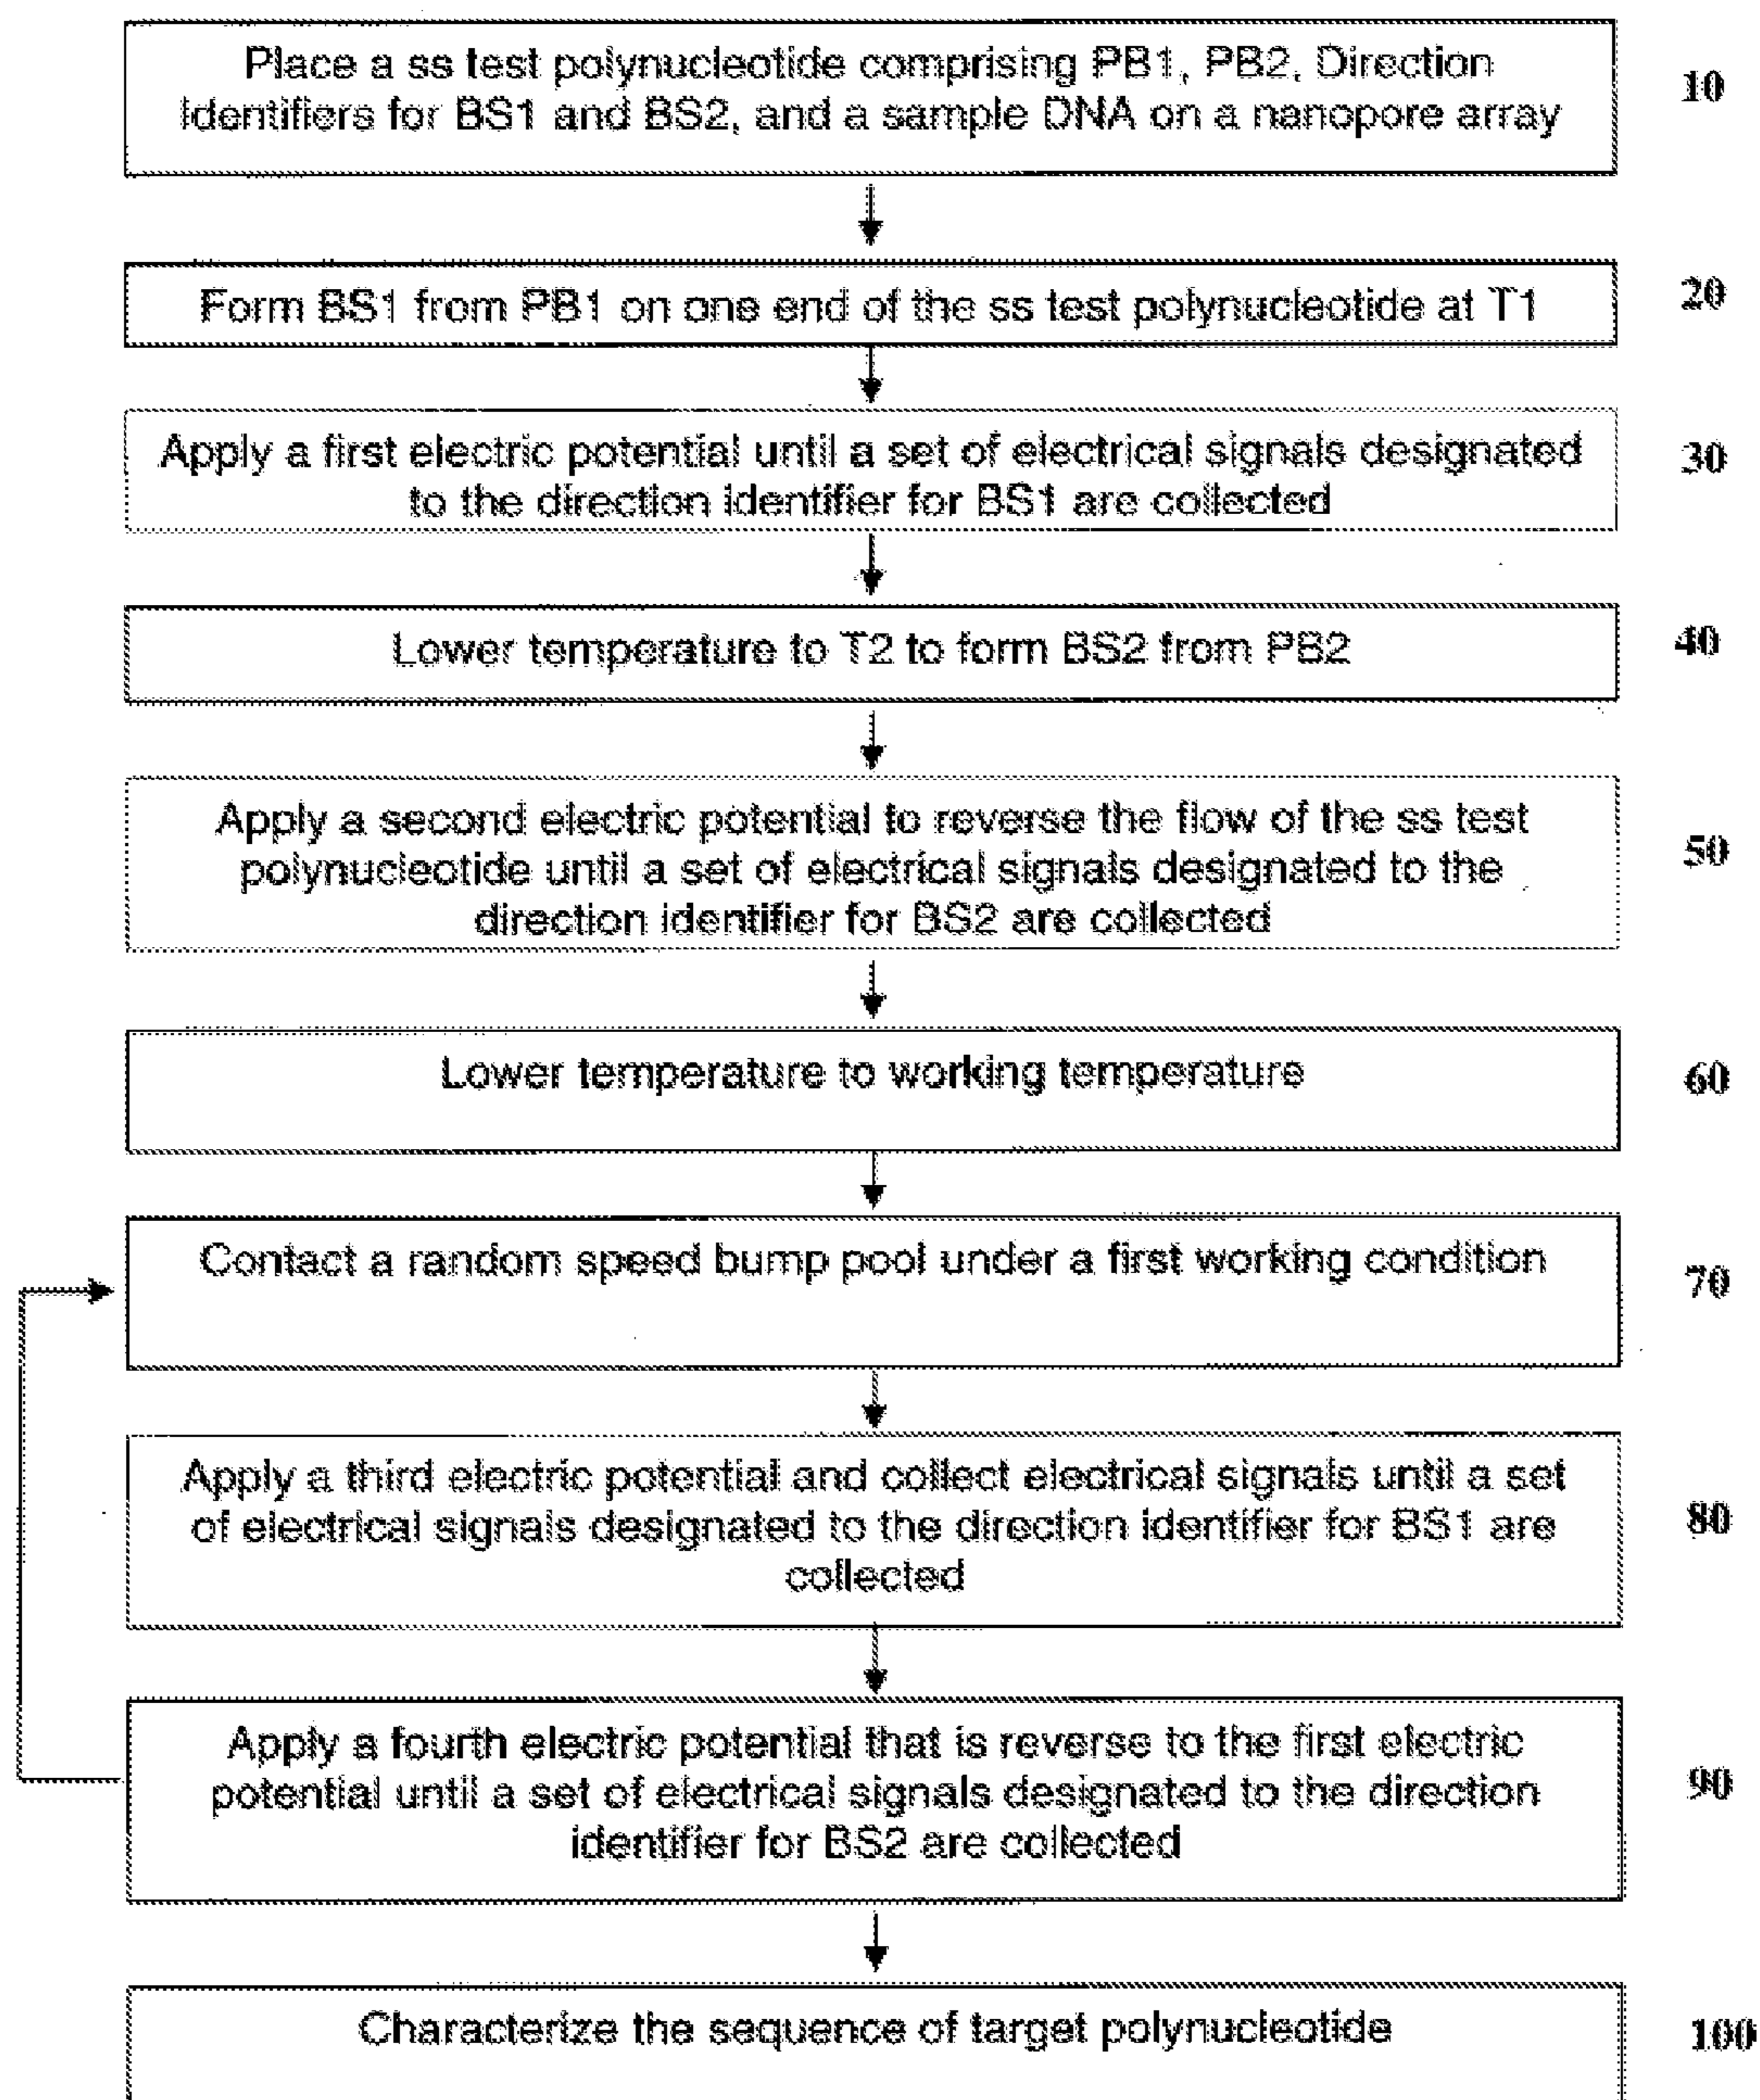 Place a ss test polynucleotide comprising PB1, PB2, Direction
Identifiers for BS1 and BS2, and a sample DNA on a nanopore array
10
Form BS1 from PB1 on one end of the ss test polynucleotide at T1
20
Apply a first electric potential until a set of electrical signals designated
to the direction identifier for BS1 are collected
30
Lower temperature to T2 to form BS2 from PB2
40
Apply a second electric potential to reverse the flow of the ss test
polynucleotide until a set of electrical signals designated to the
direction identifier for BS2 are collected
50
Lower temperature to working temperature
60
Contact a random speed bump pool under a first working condition
70
Apply a third electric potential and collect electrical signals until a set
of electrical signals designated to the direction identifier for BS1 are
collected
80
Apply a fourth electric potential that is reverse to the first electric
potential until a set of electrical signals designated to the direction
identifier for BS2 are collected
90
Characterize the sequence of target polynucleotide
100